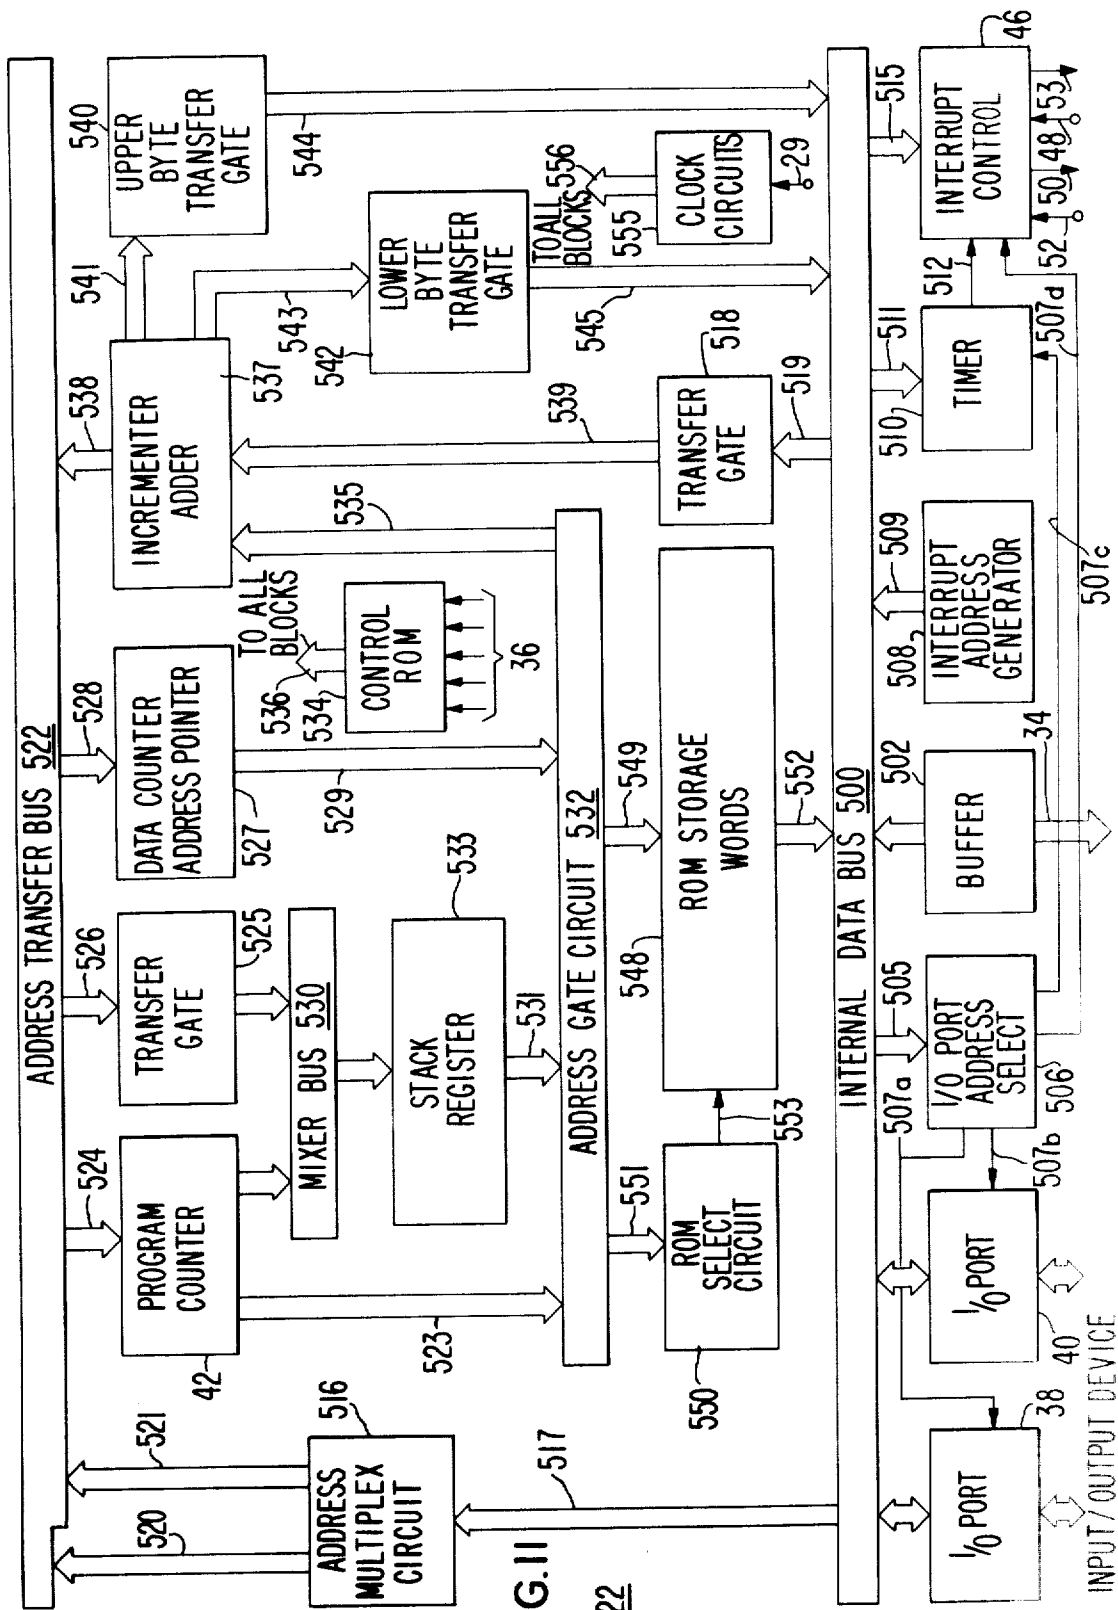 ADDRESS TRANSFER BUS 522
520
521
524
526
528
538
541
540
UPPER
BYTE
TRANSFER
GATE
544
ADDRESS
MULTIPLEX
CIRCUIT
516
517
PROGRAM
COUNTER
42
523
TRANSFER
GATE
525
MIXER BUS 530
STACK
REGISTER
533
531
DATA COUNTER
ADDRESS POINTER
527
529
INCREMENTER
ADDER
537
543
LOWER
BYTE
TRANSFER
GATE
542
545
TO ALL
BLOCKS
536
534
CONTROL
ROM
36
535
539
TO ALL
BLOCKS
556
555
CLOCK
CIRCUITS
29
ADDRESS GATE CIRCUIT 532
551
549
ROM
SELECT
CIRCUIT
550
553
ROM STORAGE
WORDS
548
552
TRANSFER
GATE
518
519
G.11
22
INTERNAL DATA BUS 500
I/O PORT
38
I/O PORT
40
507a
507b
505
I/O PORT
ADDRESS
SELECT
506
BUFFER
502
34
508
INTERRUPT
ADDRESS
GENERATOR
509
507c
510
TIMER
511
512
507d
515
INTERRUPT
CONTROL
46
52
50
48
53
INPUT/OUTPUT DEVICE